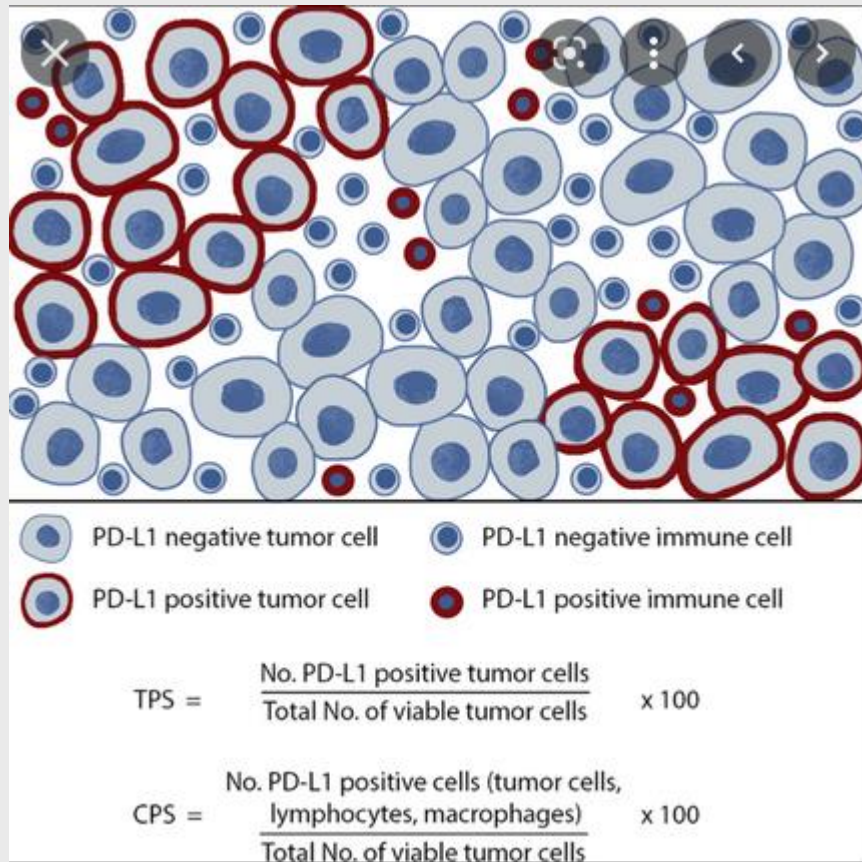 PD-L1 negative tumor cell
PD-L1 negative immune cell
PD-L1 positive tumor cell
PD-L1 positive immune cell
No. PD-L1 positive tumor cells
TPS = x 100
Total No. of viable tumor cells
No. PD-L1 positive cells (tumor cells,
lymphocytes, macrophages)
CPS = x 100
Total No. of viable tumor cells